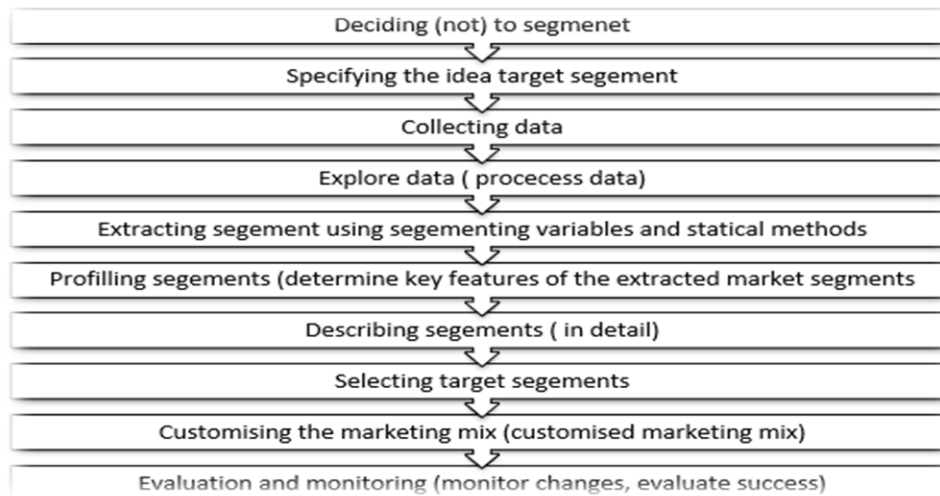 Deciding (not) to segmenet
Specifying the idea target segement
Collecting data
Explore data ( procecess data)
Extracting segement using segementing variables and statical methods
Profilling segements (determine key features of the extracted market segments
Describing segements ( in detail)
Selecting target segements
Customising the marketing mix (customised marketing mix)
Evaluation and monitoring (monitor changes, evaluate success)